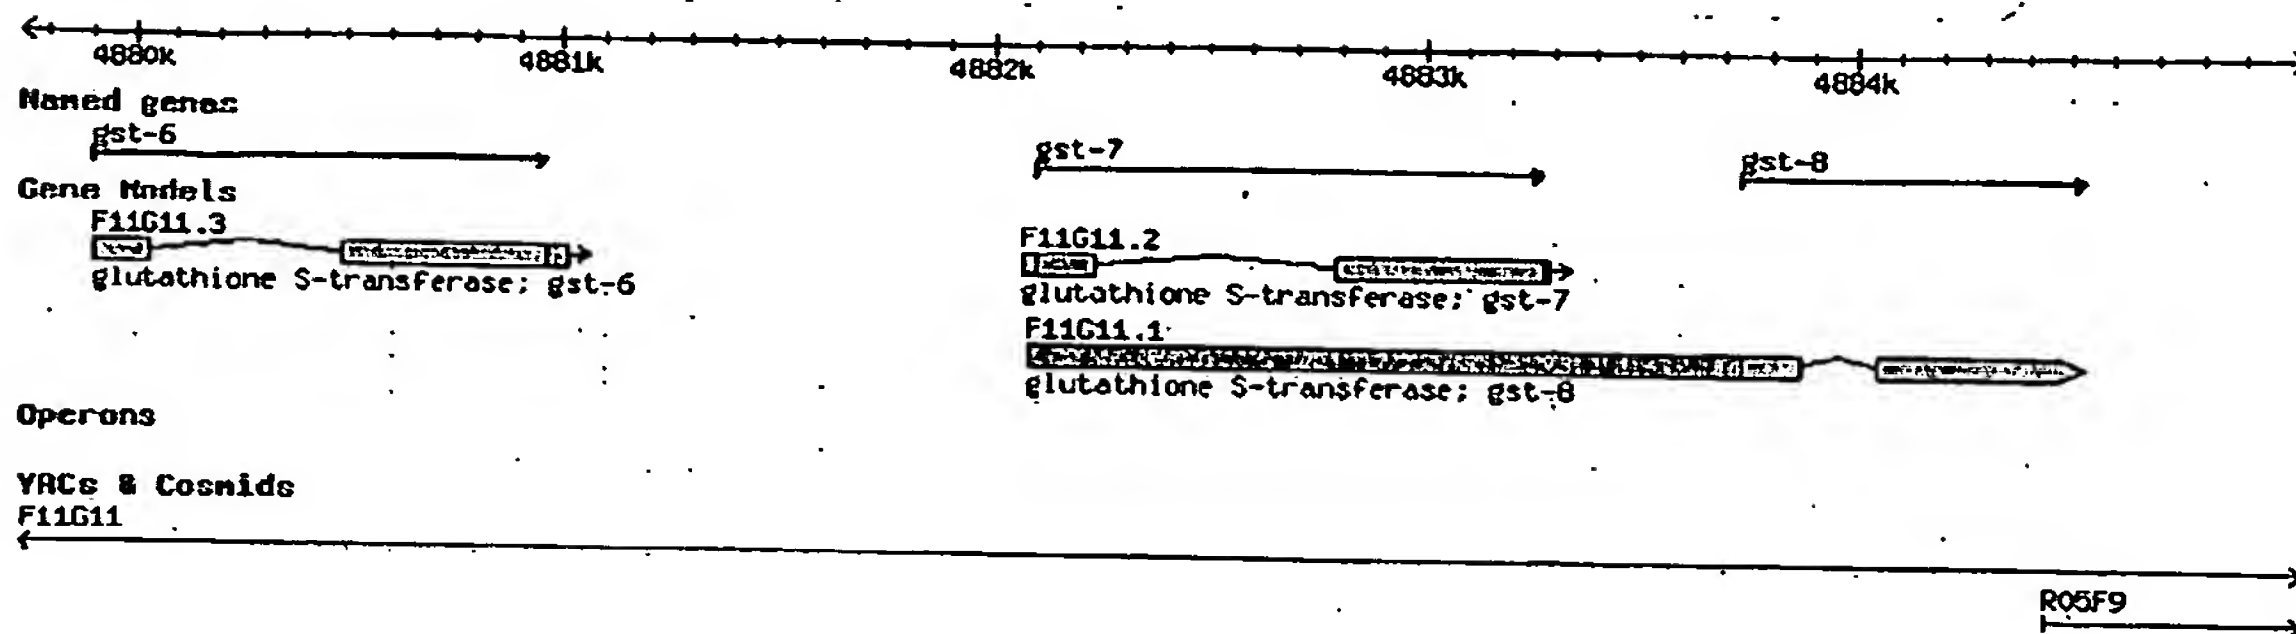 4880k 4881k 4882k 4883k 4884k
Named genes
gst-6 gst-7 gst-8
Gene Models
F11G11.3 F11G11.2
glutathione S-transferase; gst-6 glutathione S-transferase; gst-7
F11G11.1
glutathione S-transferase; gst-8
Operons
YACs & Cosmids
F11G11
R05F9